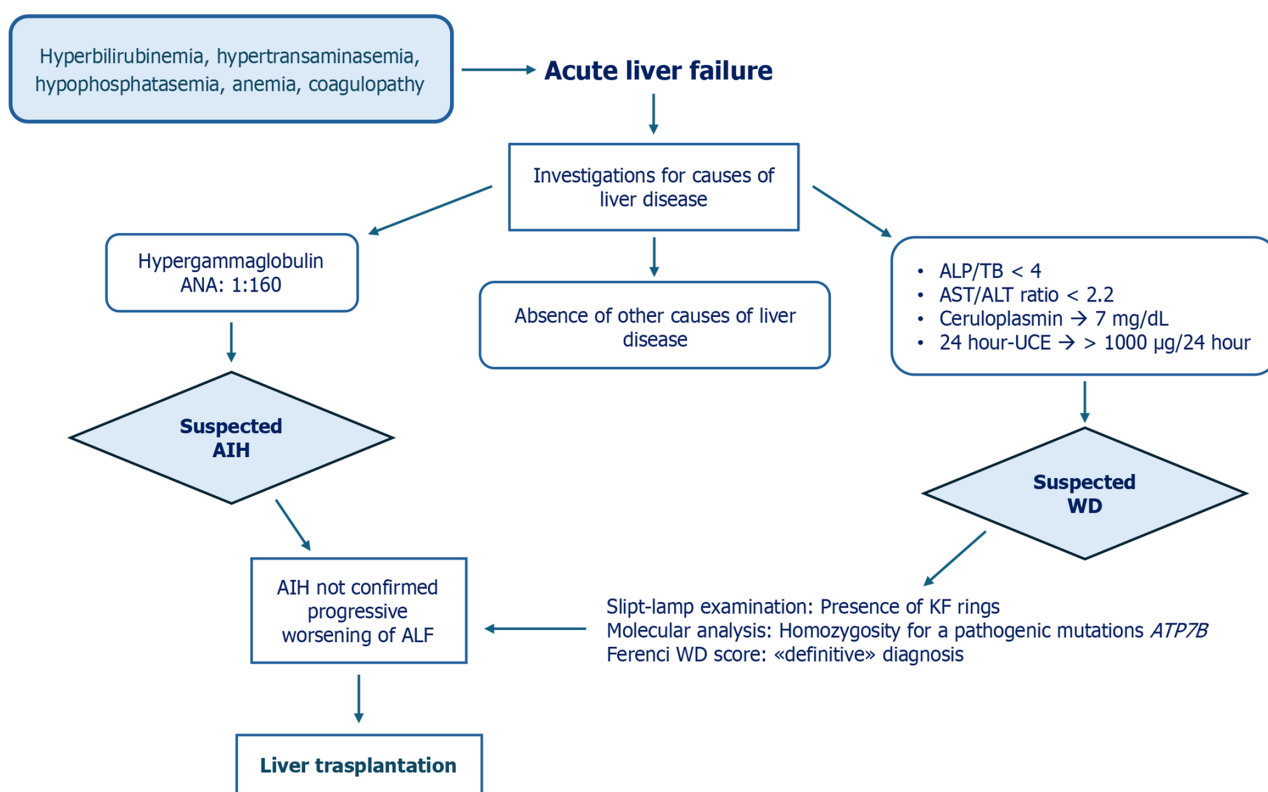 Hyperbilirubinemia, hypertransaminasemia,
hypophosphatasemia, anemia, coagulopathy
Acute liver failure
Investigations for causes of
liver disease
Hypergammaglobulin
ANA: 1:160
Absence of other causes of liver
disease
• ALP/TB < 4
• AST/ALT ratio < 2.2
• Ceruloplasmin → 7 mg/dL
• 24 hour-UCE → > 1000 µg/24 hour
Suspected
AIH
Suspected
WD
AIH not confirmed
progressive
worsening of ALF
Slipt-lamp examination: Presence of KF rings
Molecular analysis: Homozygosity for a pathogenic mutations ATP7B
Ferenci WD score: «definitive» diagnosis
Liver trasplantation